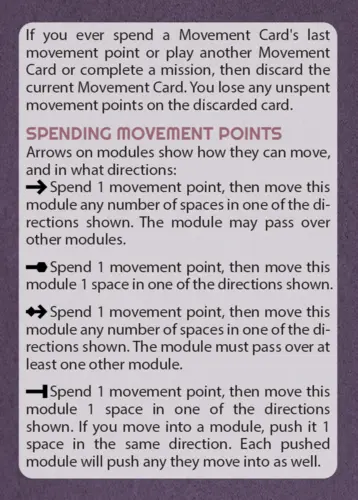 If you ever spend a Movement Card's last
movement point or play another Movement
Card or complete a mission, then discard the
current Movement Card. You lose any unspent
movement points on the discarded card.
SPENDING MOVEMENT POINTS
Arrows on modules show how they can move,
and in what directions:
Spend 1 movement point, then move this
module any number of spaces in one of the di-
rections shown. The module may pass over
other modules.
Spend 1 movement point, then move this
module 1 space in one of the directions shown.
Spend 1 movement point, then move this
module any number of spaces in one of the di-
rections shown. The module must pass over at
least one other module.
Spend 1 movement point, then move this
module 1 space in one of the directions
shown. If you move into a module, push it 1
space in the same direction. Each pushed
module will push any they move into as well.